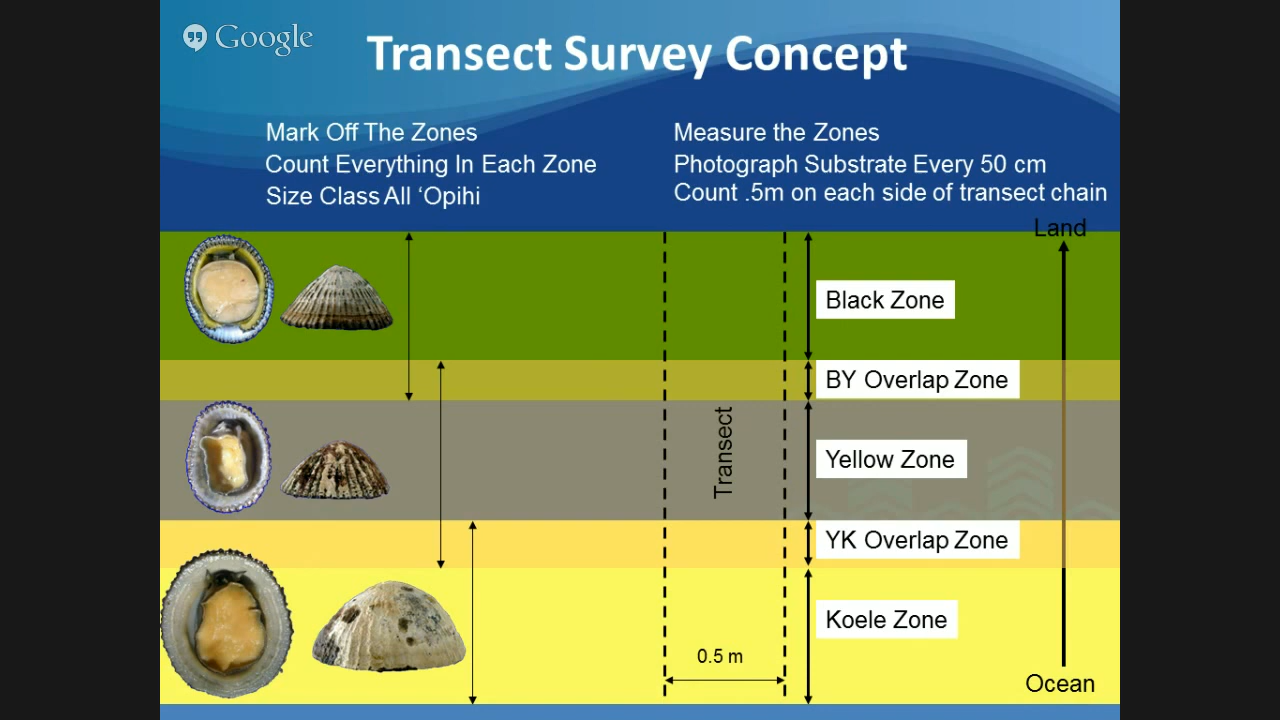 Google
Transect Survey Concept
Mark Off The Zones
Count Everything In Each Zone
Size Class All ‘Opihi
Measure the Zones
Photograph Substrate Every 50 cm
Count .5m on each side of transect chain
Land
Black Zone
BY Overlap Zone
Transect
Yellow Zone
YK Overlap Zone
Koele Zone
0.5 m
Ocean